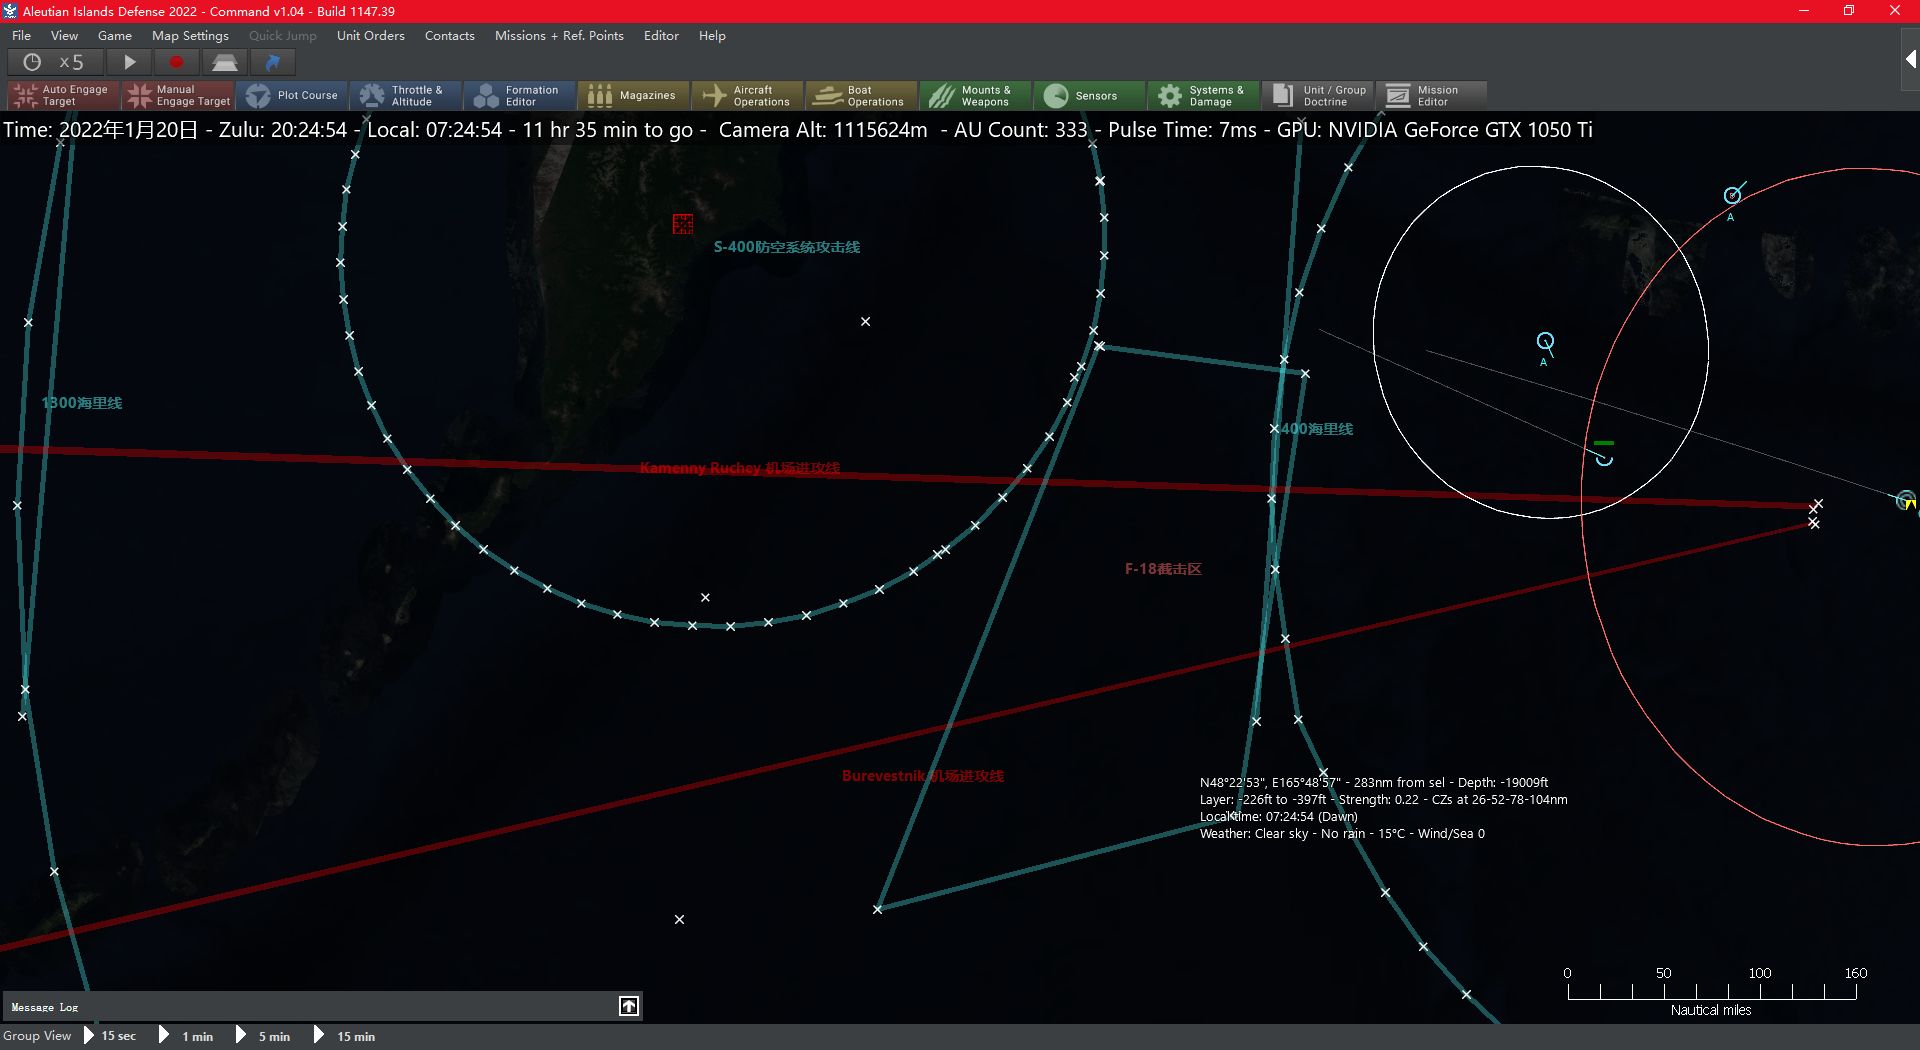 Aleutian Islands Defense 2022 - Command v1.04 - Build 1147.39
File View Game Map Settings Quick Jump Unit Orders Contacts Missions + Ref. Points Editor Help
x5
Auto Engage Target
Manual Engage Target
Plot Course
Throttle & Altitude
Formation Editor
Magazines
Aircraft Operations
Boat Operations
Mounts & Weapons
Sensors
Systems & Damage
Unit / Group Doctrine
Mission Editor
Time: 2022年1月20日 - Zulu: 20:24:54 - Local: 07:24:54 - 11 hr 35 min to go - Camera Alt: 1115624m - AU Count: 333 - Pulse Time: 7ms - GPU: NVIDIA GeForce GTX 1050 Ti
A
S-400防空系统攻击线
A
1300海里线
400海里线
Kamenny Ruchey 机场进攻线
F-18截击区
Burevestnik 机场进攻线
N48°22'53", E165°48'57" - 283nm from sel - Depth: -19009ft
Layer: -226ft to -397ft - Strength: 0.22 - CZs at 26-52-78-104nm
Local time: 07:24:54 (Dawn)
Weather: Clear sky - No rain - 15°C - Wind/Sea 0
0 50 100 160
Nautical miles
Message Log
Group View 15 sec 1 min 5 min 15 min